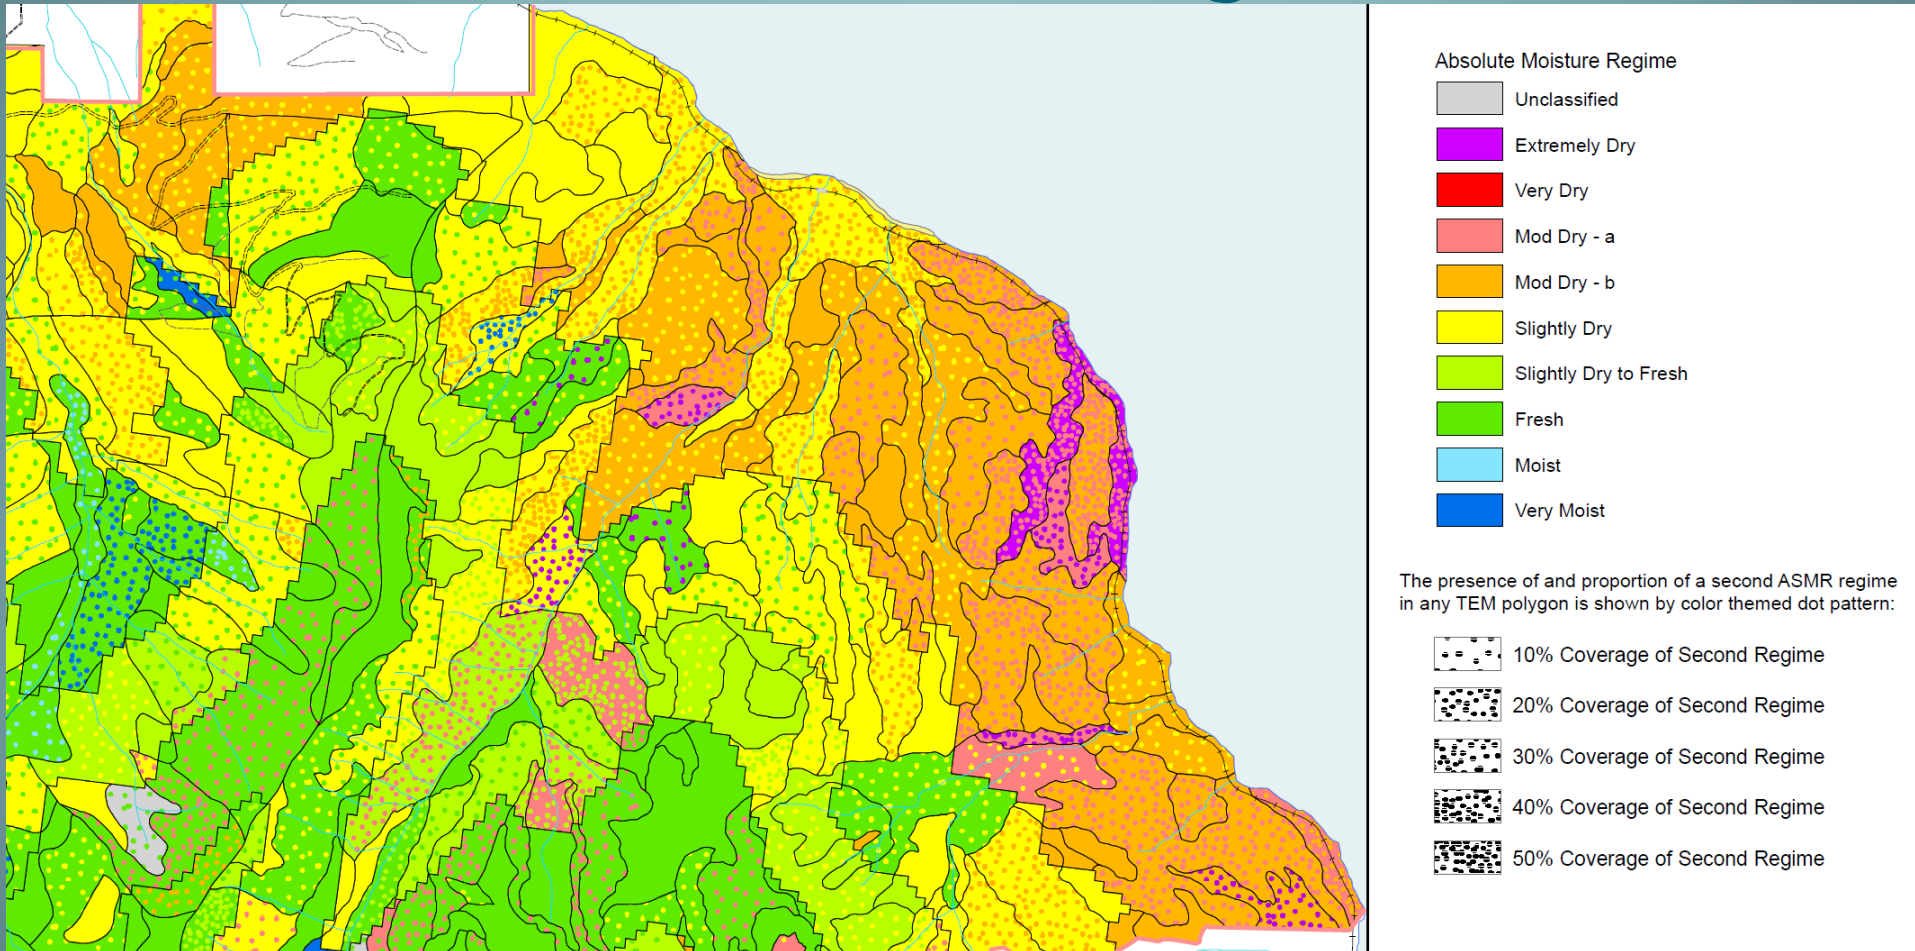 Absolute Moisture Regime
Unclassified
Extremely Dry
Very Dry
Mod Dry - a
Mod Dry - b
Slightly Dry
Slightly Dry to Fresh
Fresh
Moist
Very Moist
The presence of and proportion of a second ASMR regime
in any TEM polygon is shown by color themed dot pattern:
10% Coverage of Second Regime
20% Coverage of Second Regime
30% Coverage of Second Regime
40% Coverage of Second Regime
50% Coverage of Second Regime